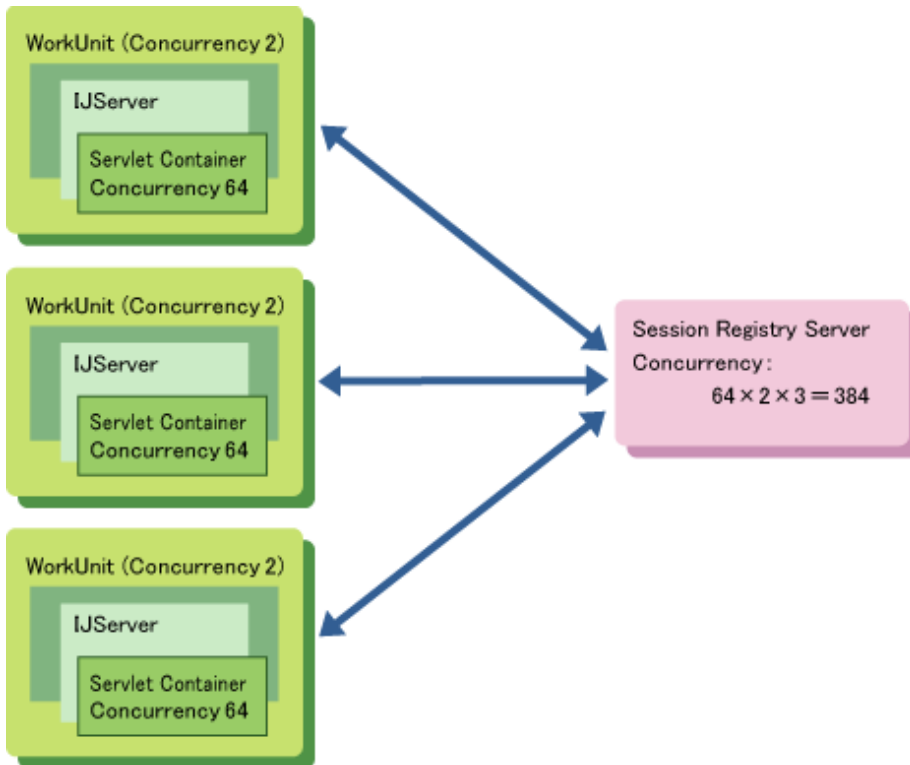 WorkUnit (Concurrency 2)
IJServer
Servlet Container
Concurrency 64
WorkUnit (Concurrency 2)
IJServer
Servlet Container
Concurrency 64
Session Registry Server
Concurrency:
64 × 2 × 3 = 384
WorkUnit (Concurrency 2)
IJServer
Servlet Container
Concurrency 64